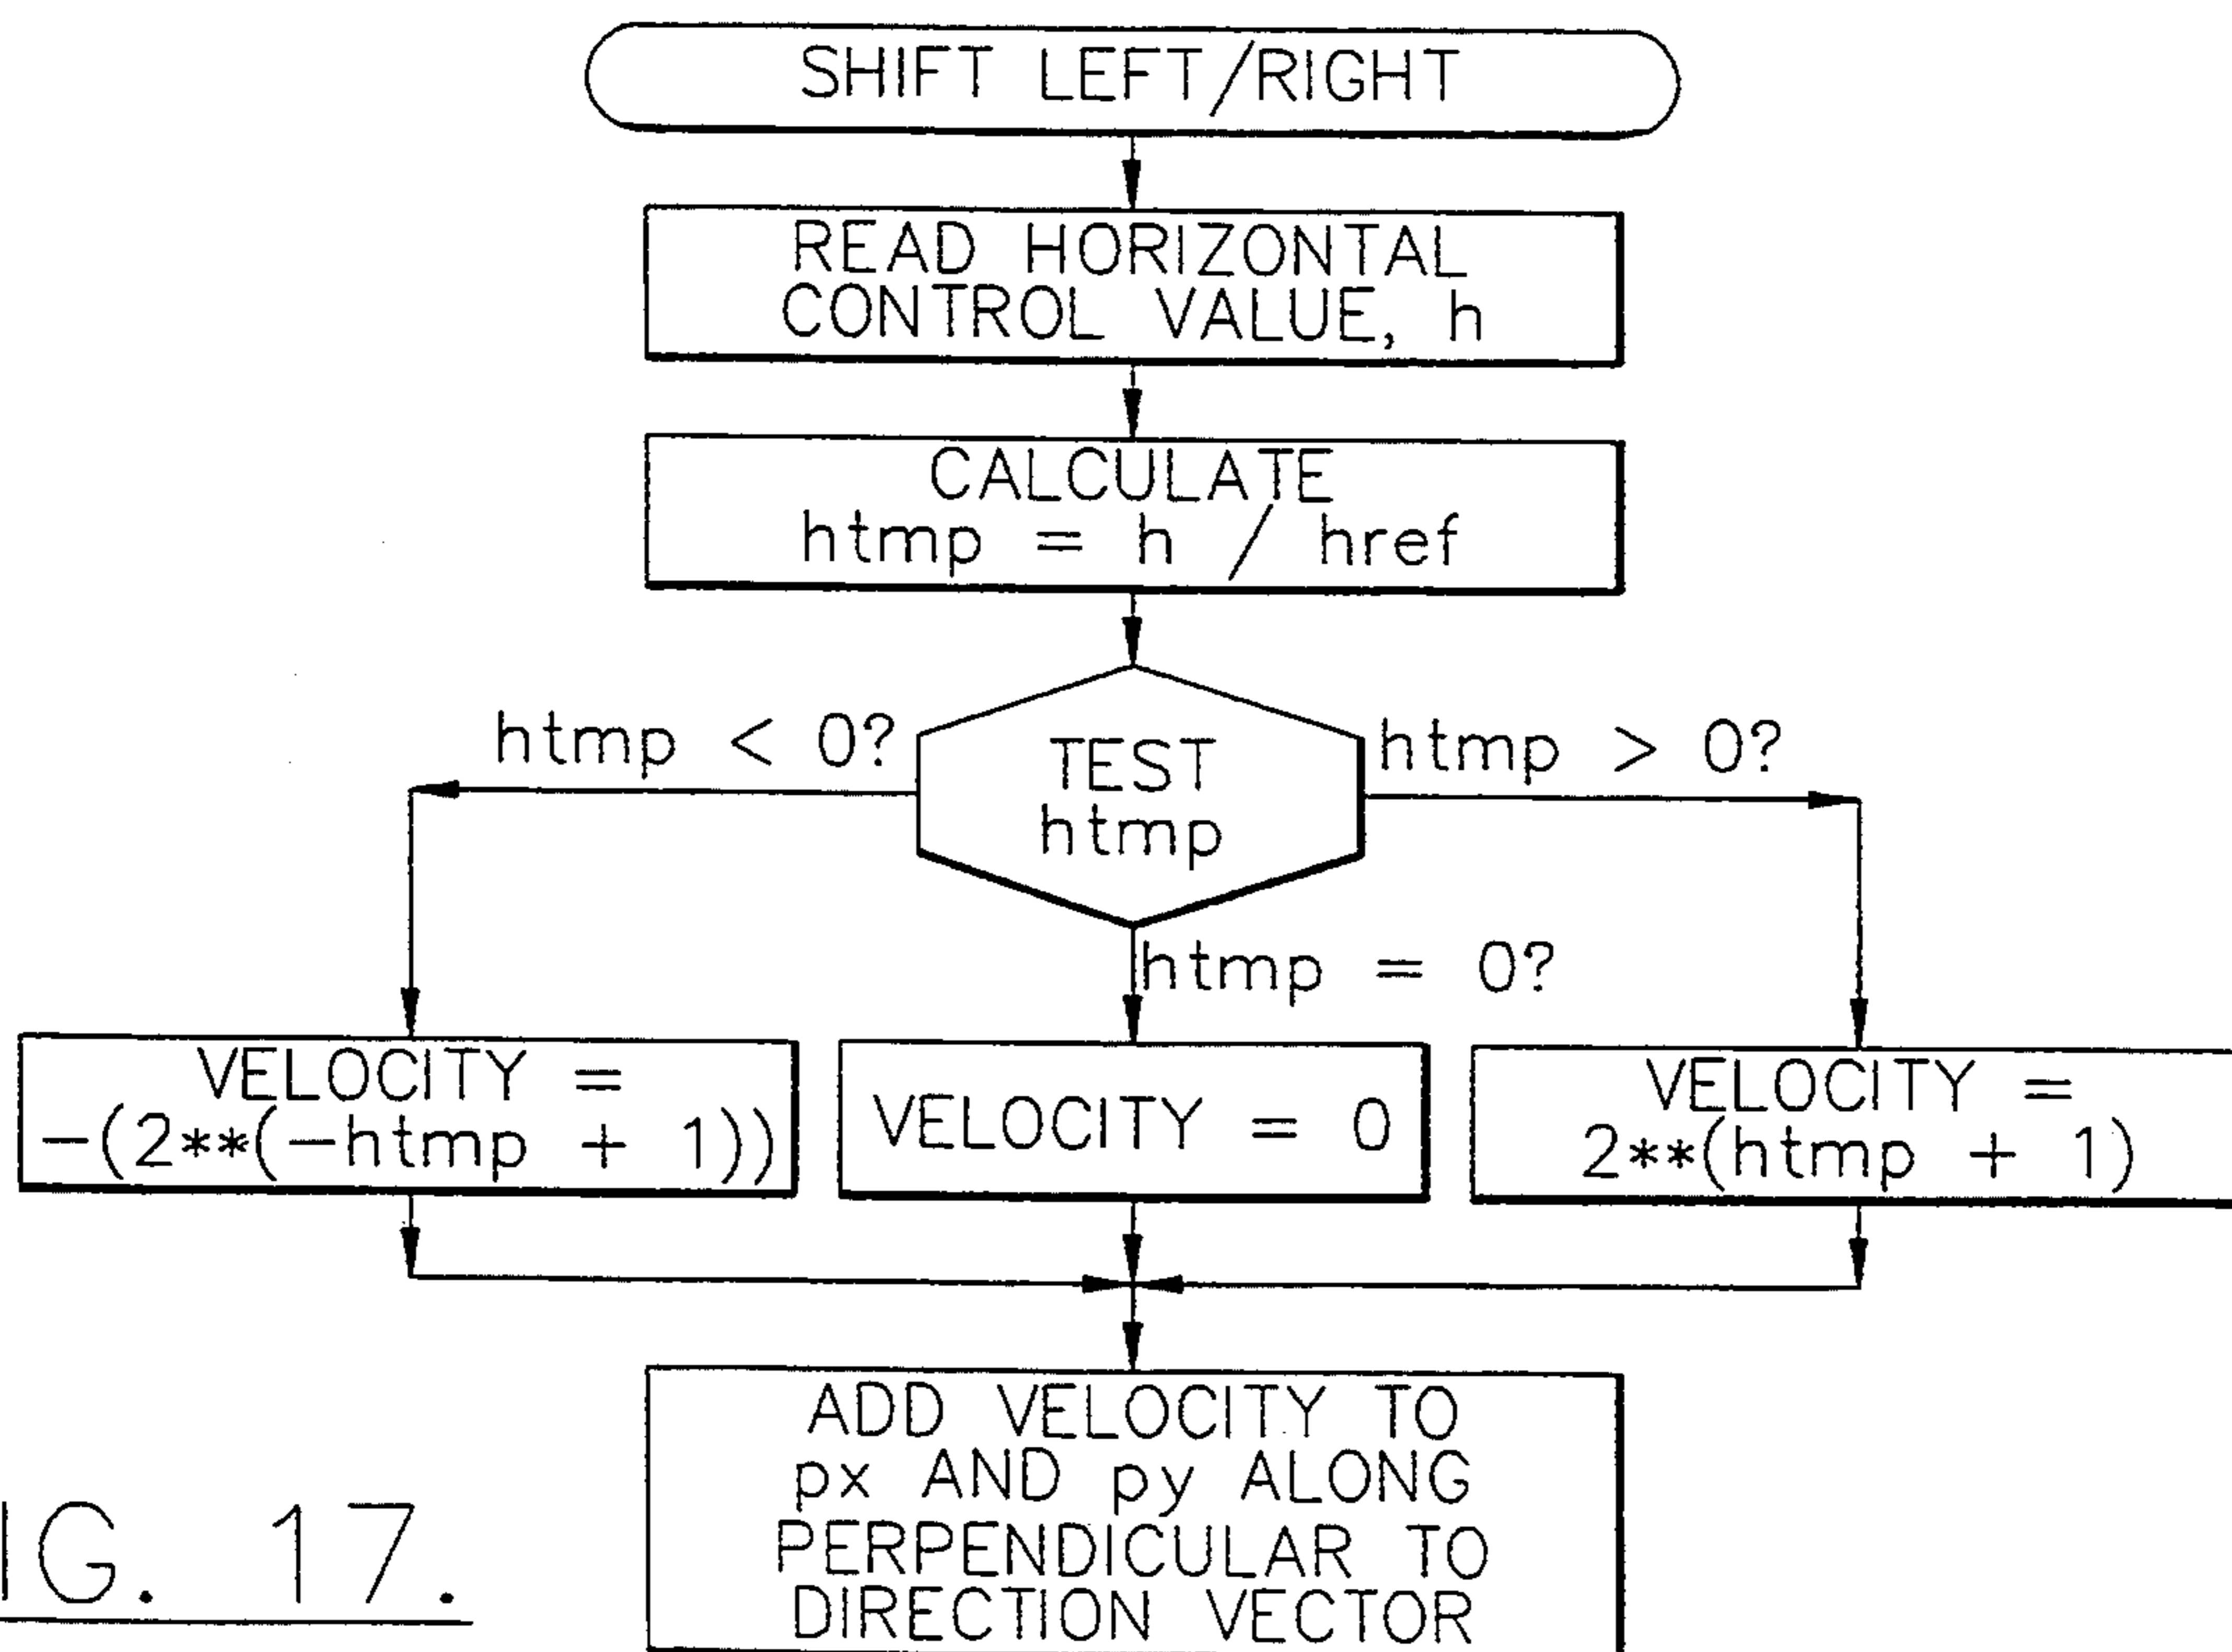 SHIFT LEFT/RIGHT
READ HORIZONTAL
CONTROL VALUE, h
CALCULATE
htmp = h / href
htmp < 0?
TEST
htmp
htmp > 0?
htmp = 0?
VELOCITY =
-(2**(-htmp + 1))
VELOCITY = 0
VELOCITY =
2**(htmp + 1)
ADD VELOCITY TO
px AND py ALONG
PERPENDICULAR TO
DIRECTION VECTOR
IG. 17.